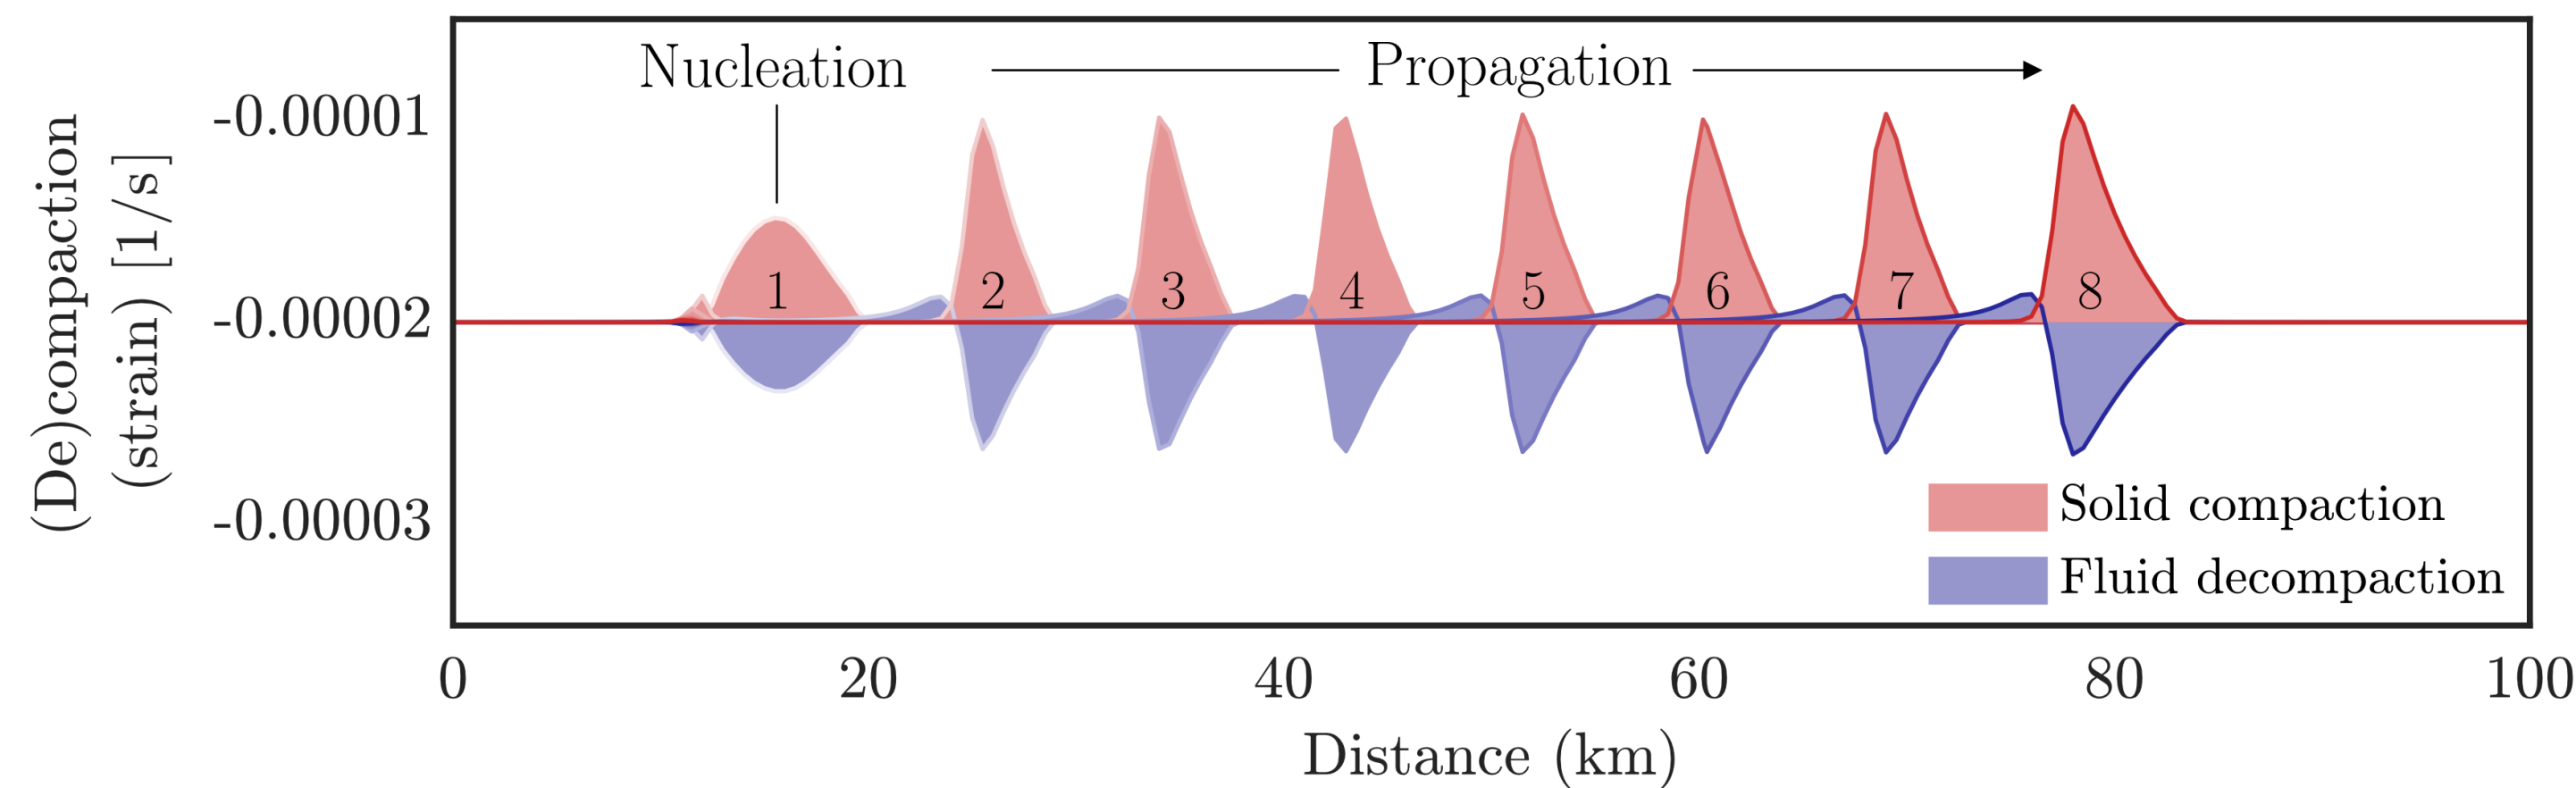 Nucleation
Propagation
(De)compaction
(strain) [1/s]
-0.00001
-0.00002
-0.00003
1
2
3
4
5
6
7
8
Solid compaction
Fluid decompaction
0
20
40
60
80
100
Distance (km)